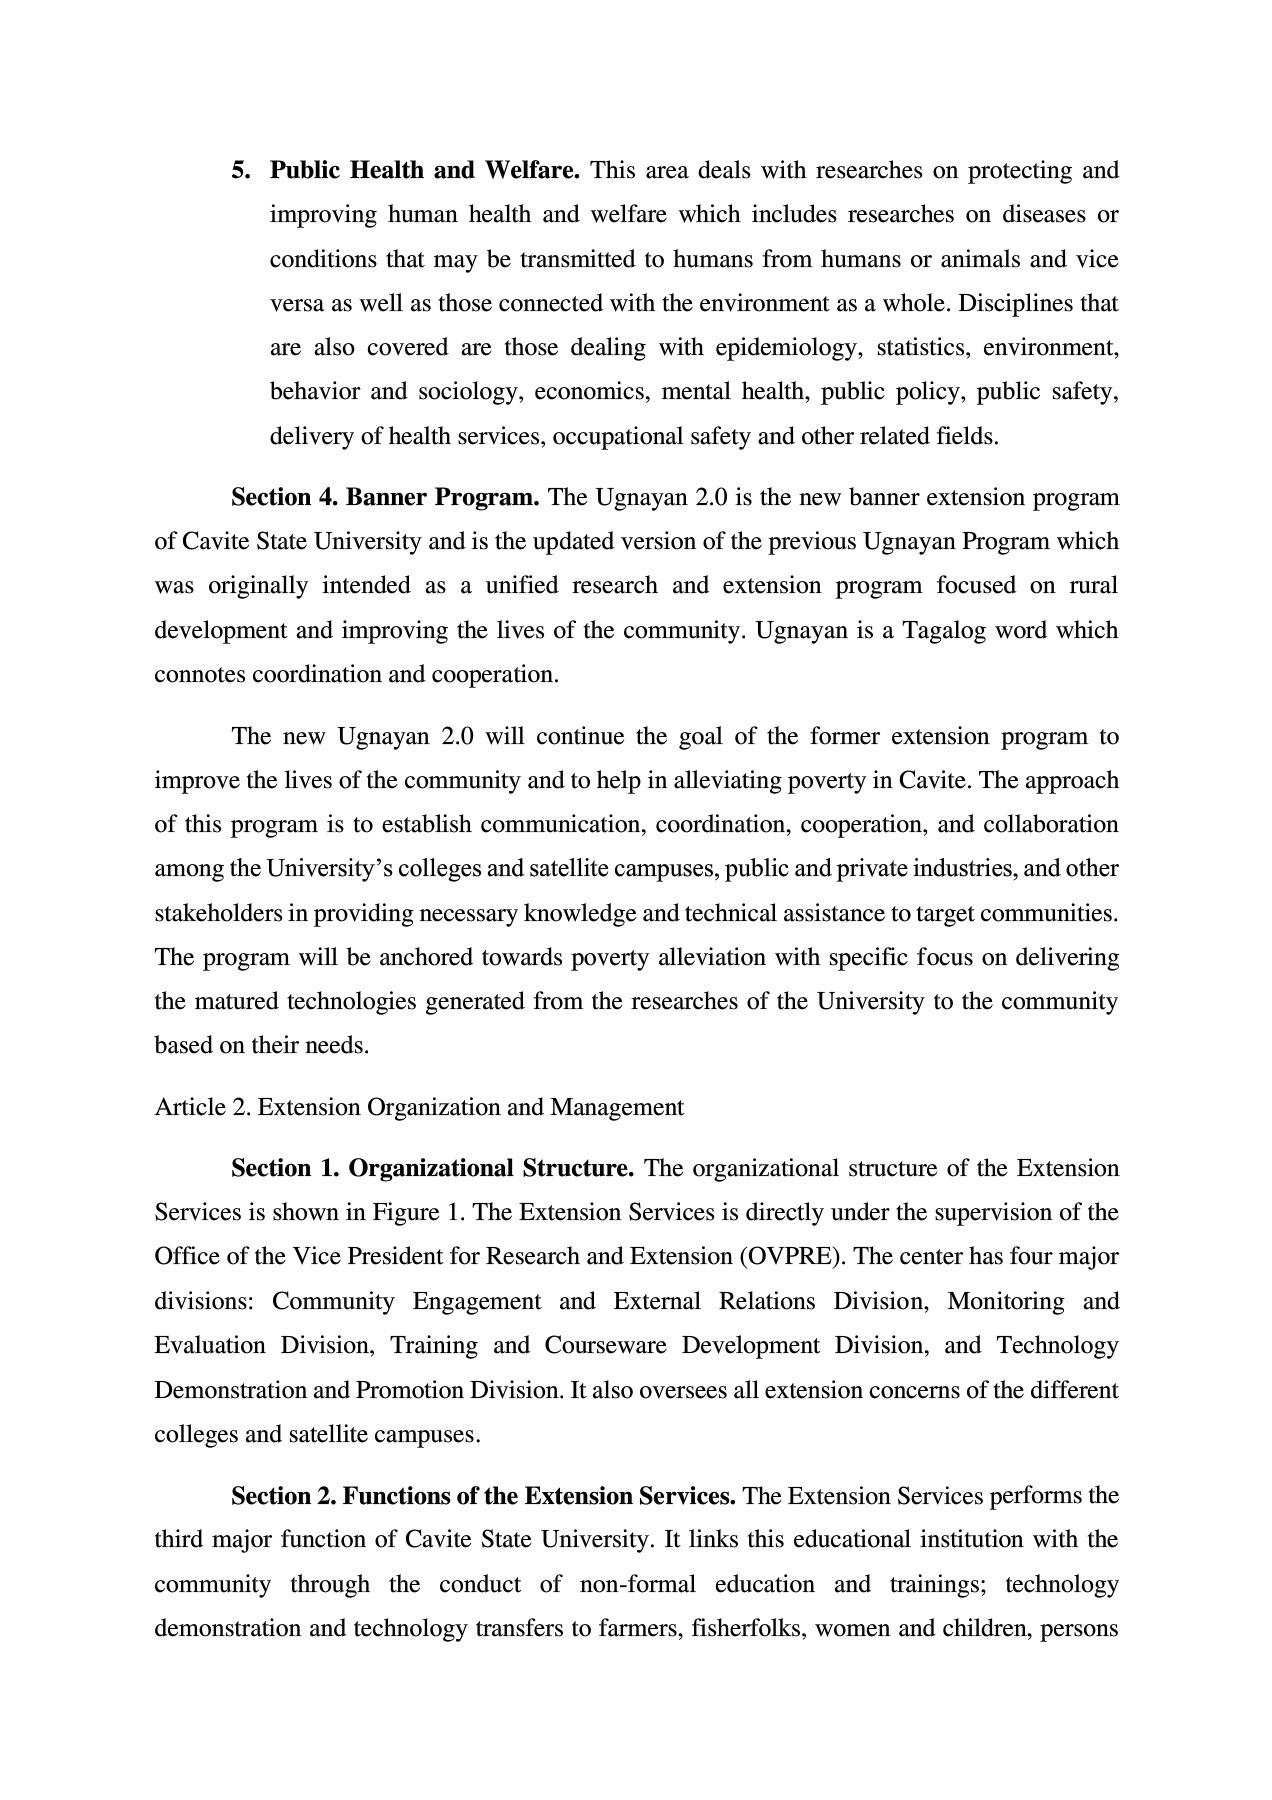 5. Public Health and Welfare. This area deals with researches on protecting and
improving human health and welfare which includes researches on diseases or
conditions that may be transmitted to humans from humans or animals and vice
versa as well as those connected with the environment as a whole. Disciplines that
are also covered are those dealing with epidemiology, statistics, environment,
behavior and sociology, economics, mental health, public policy, public safety,
delivery of health services, occupational safety and other related fields.
Section 4. Banner Program. The Ugnayan 2.0 is the new banner extension program
of Cavite State University and is the updated version of the previous Ugnayan Program which
was originally intended as a unified research and extension program focused on rural
development and improving the lives of the community. Ugnayan is a Tagalog word which
connotes coordination and cooperation.
The new Ugnayan 2.0 will continue the goal of the former extension program to
improve the lives of the community and to help in alleviating poverty in Cavite. The approach
of this program is to establish communication, coordination, cooperation, and collaboration
among the University’s colleges and satellite campuses, public and private industries, and other
stakeholders in providing necessary knowledge and technical assistance to target communities.
The program will be anchored towards poverty alleviation with specific focus on delivering
the matured technologies generated from the researches of the University to the community
based on their needs.
Article 2. Extension Organization and Management
Section 1. Organizational Structure. The organizational structure of the Extension
Services is shown in Figure 1. The Extension Services is directly under the supervision of the
Office of the Vice President for Research and Extension (OVPRE). The center has four major
divisions: Community Engagement and External Relations Division, Monitoring and
Evaluation Division, Training and Courseware Development Division, and Technology
Demonstration and Promotion Division. It also oversees all extension concerns of the different
colleges and satellite campuses.
Section 2. Functions of the Extension Services. The Extension Services performs the
third major function of Cavite State University. It links this educational institution with the
community through the conduct of non-formal education and trainings; technology
demonstration and technology transfers to farmers, fisherfolks, women and children, persons